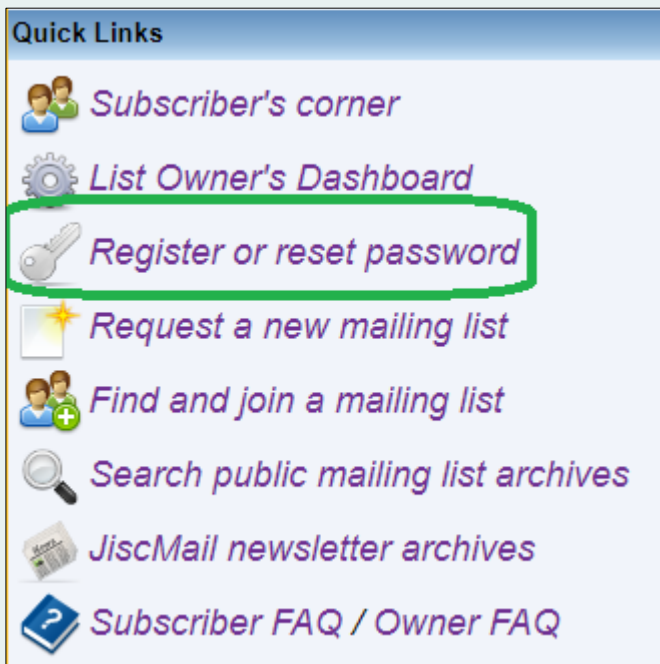 Quick Links
Subscriber's corner
List Owner's Dashboard
Register or reset password
Request a new mailing list
Find and join a mailing list
Search public mailing list archives
News
JiscMail newsletter archives
Subscriber FAQ / Owner FAQ